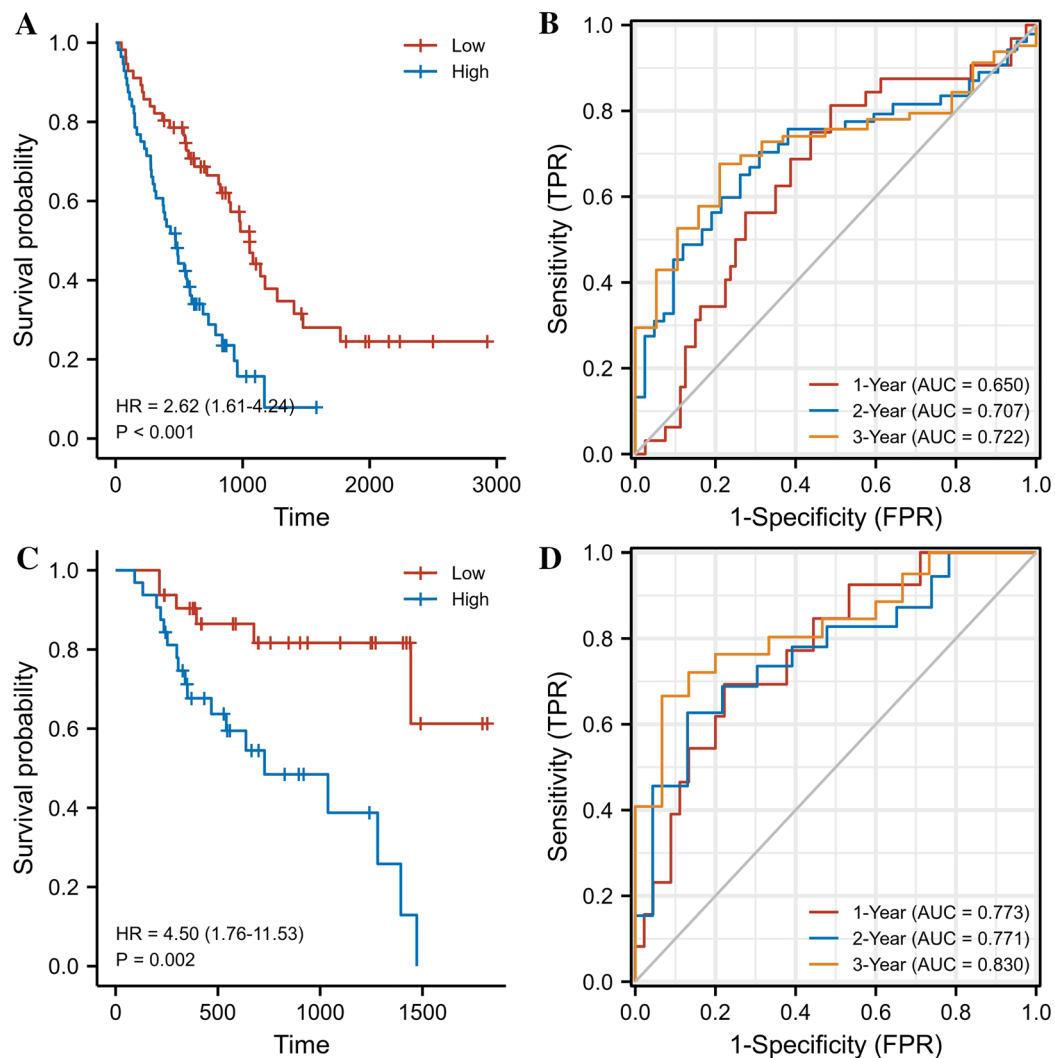 A
Survival probability
1.0
0.8
0.6
0.4
0.2
0.0
Low
High
HR = 2.62 (1.61-4.24)
P < 0.001
0
1000
2000
3000
Time
B
Sensitivity (TPR)
1.0
0.8
0.6
0.4
0.2
0.0
1-Year (AUC = 0.650)
2-Year (AUC = 0.707)
3-Year (AUC = 0.722)
0.0
0.2
0.4
0.6
0.8
1.0
1-Specificity (FPR)
C
Survival probability
1.0
0.8
0.6
0.4
0.2
0.0
Low
High
HR = 4.50 (1.76-11.53)
P = 0.002
0
500
1000
1500
Time
D
Sensitivity (TPR)
1.0
0.8
0.6
0.4
0.2
0.0
1-Year (AUC = 0.773)
2-Year (AUC = 0.771)
3-Year (AUC = 0.830)
0.0
0.2
0.4
0.6
0.8
1.0
1-Specificity (FPR)